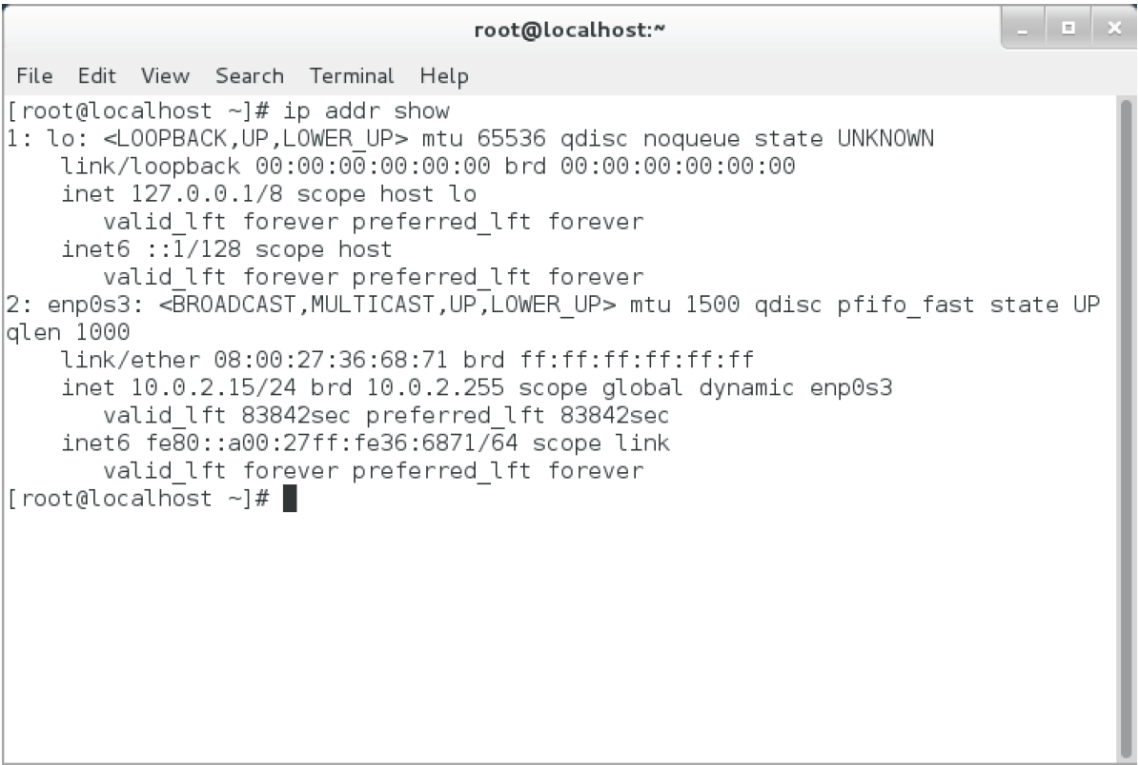 root@localhost:~
File Edit View Search Terminal Help
[root@localhost ~]# ip addr show
1: lo: <LOOPBACK,UP,LOWER_UP> mtu 65536 qdisc noqueue state UNKNOWN
    link/loopback 00:00:00:00:00:00 brd 00:00:00:00:00:00
    inet 127.0.0.1/8 scope host lo
       valid_lft forever preferred_lft forever
    inet6 ::1/128 scope host
       valid_lft forever preferred_lft forever
2: enp0s3: <BROADCAST,MULTICAST,UP,LOWER_UP> mtu 1500 qdisc pfifo_fast state UP
qlen 1000
    link/ether 08:00:27:36:68:71 brd ff:ff:ff:ff:ff:ff
    inet 10.0.2.15/24 brd 10.0.2.255 scope global dynamic enp0s3
       valid_lft 83842sec preferred_lft 83842sec
    inet6 fe80::a00:27ff:fe36:6871/64 scope link
       valid_lft forever preferred_lft forever
[root@localhost ~]#